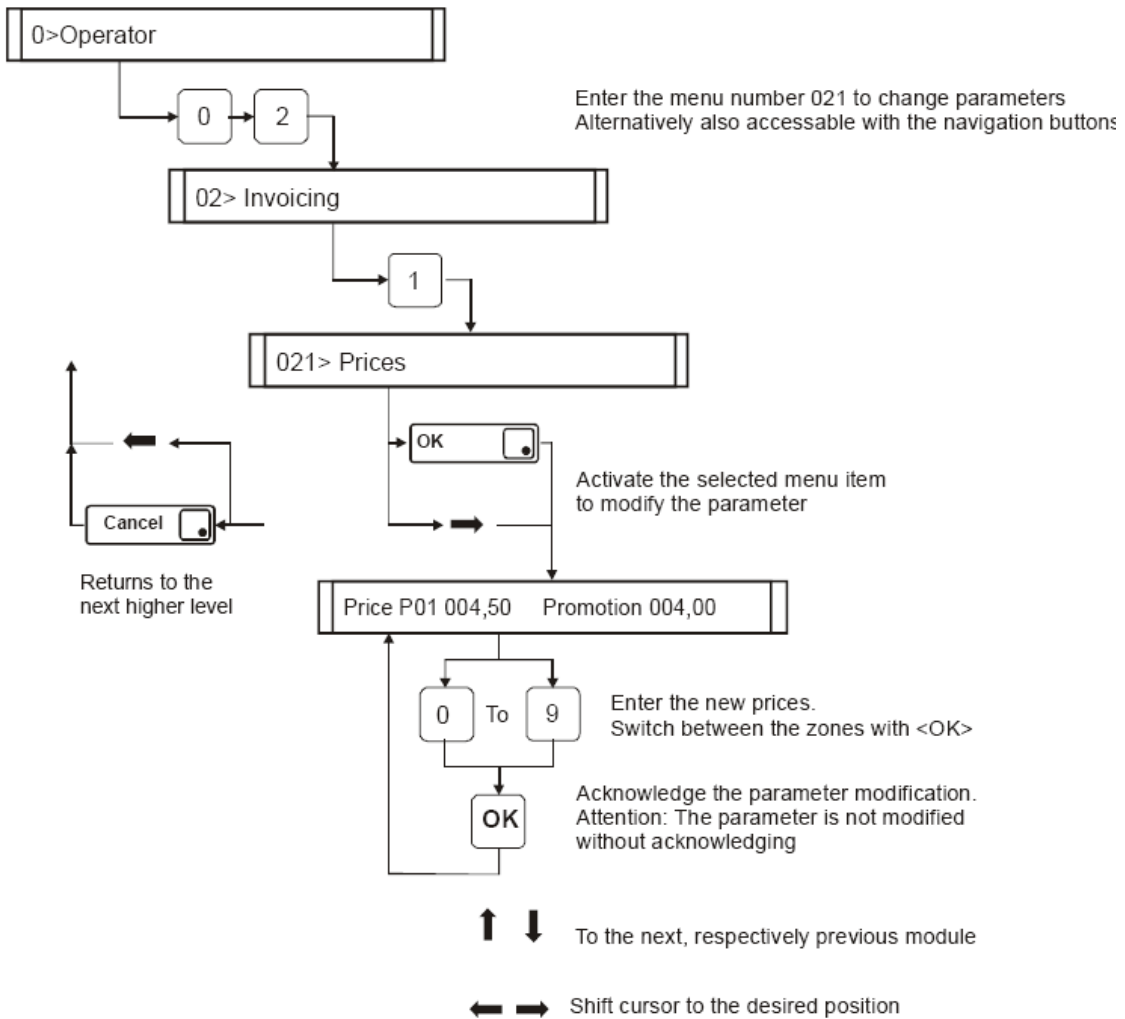 0>Operator
0
2
Enter the menu number 021 to change parameters
Alternatively also accessable with the navigation buttons
02> Invoicing
1
021> Prices
OK
Activate the selected menu item
to modify the parameter
Cancel
Returns to the
next higher level
Price P01 004,50 Promotion 004,00
0 To 9
Enter the new prices.
Switch between the zones with <OK>
OK
Acknowledge the parameter modification.
Attention: The parameter is not modified
without acknowledging
To the next, respectively previous module
Shift cursor to the desired position